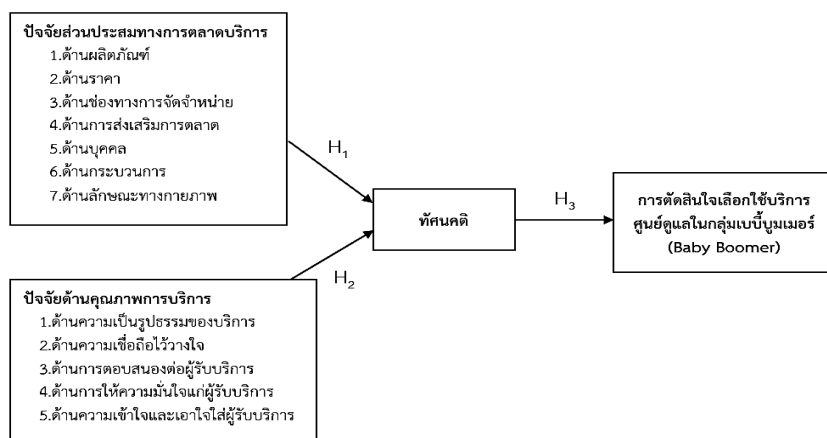 ปัจจัยส่วนประสมทางการตลาดบริการ
1.ด้านผลิตภัณฑ์
2.ด้านราคา
3.ด้านช่องทางการจัดจำหน่าย
4.ด้านการส่งเสริมการตลาด
5.ด้านบุคคล
6.ด้านกระบวนการ
7.ด้านลักษณะทางกายภาพ
H1
ทัศนคติ
H3
การตัดสินใจเลือกใช้บริการ
ศูนย์ดูแลในกลุ่มเบบี้บูมเมอร์
(Baby Boomer)
H2
ปัจจัยด้านคุณภาพการบริการ
1.ด้านความเป็นรูปธรรมของบริการ
2.ด้านความเชื่อถือไว้วางใจ
3.ด้านการตอบสนองต่อผู้รับบริการ
4.ด้านการให้ความมั่นใจแก่ผู้รับบริการ
5.ด้านความเข้าใจและเอาใจใส่ผู้รับบริการ